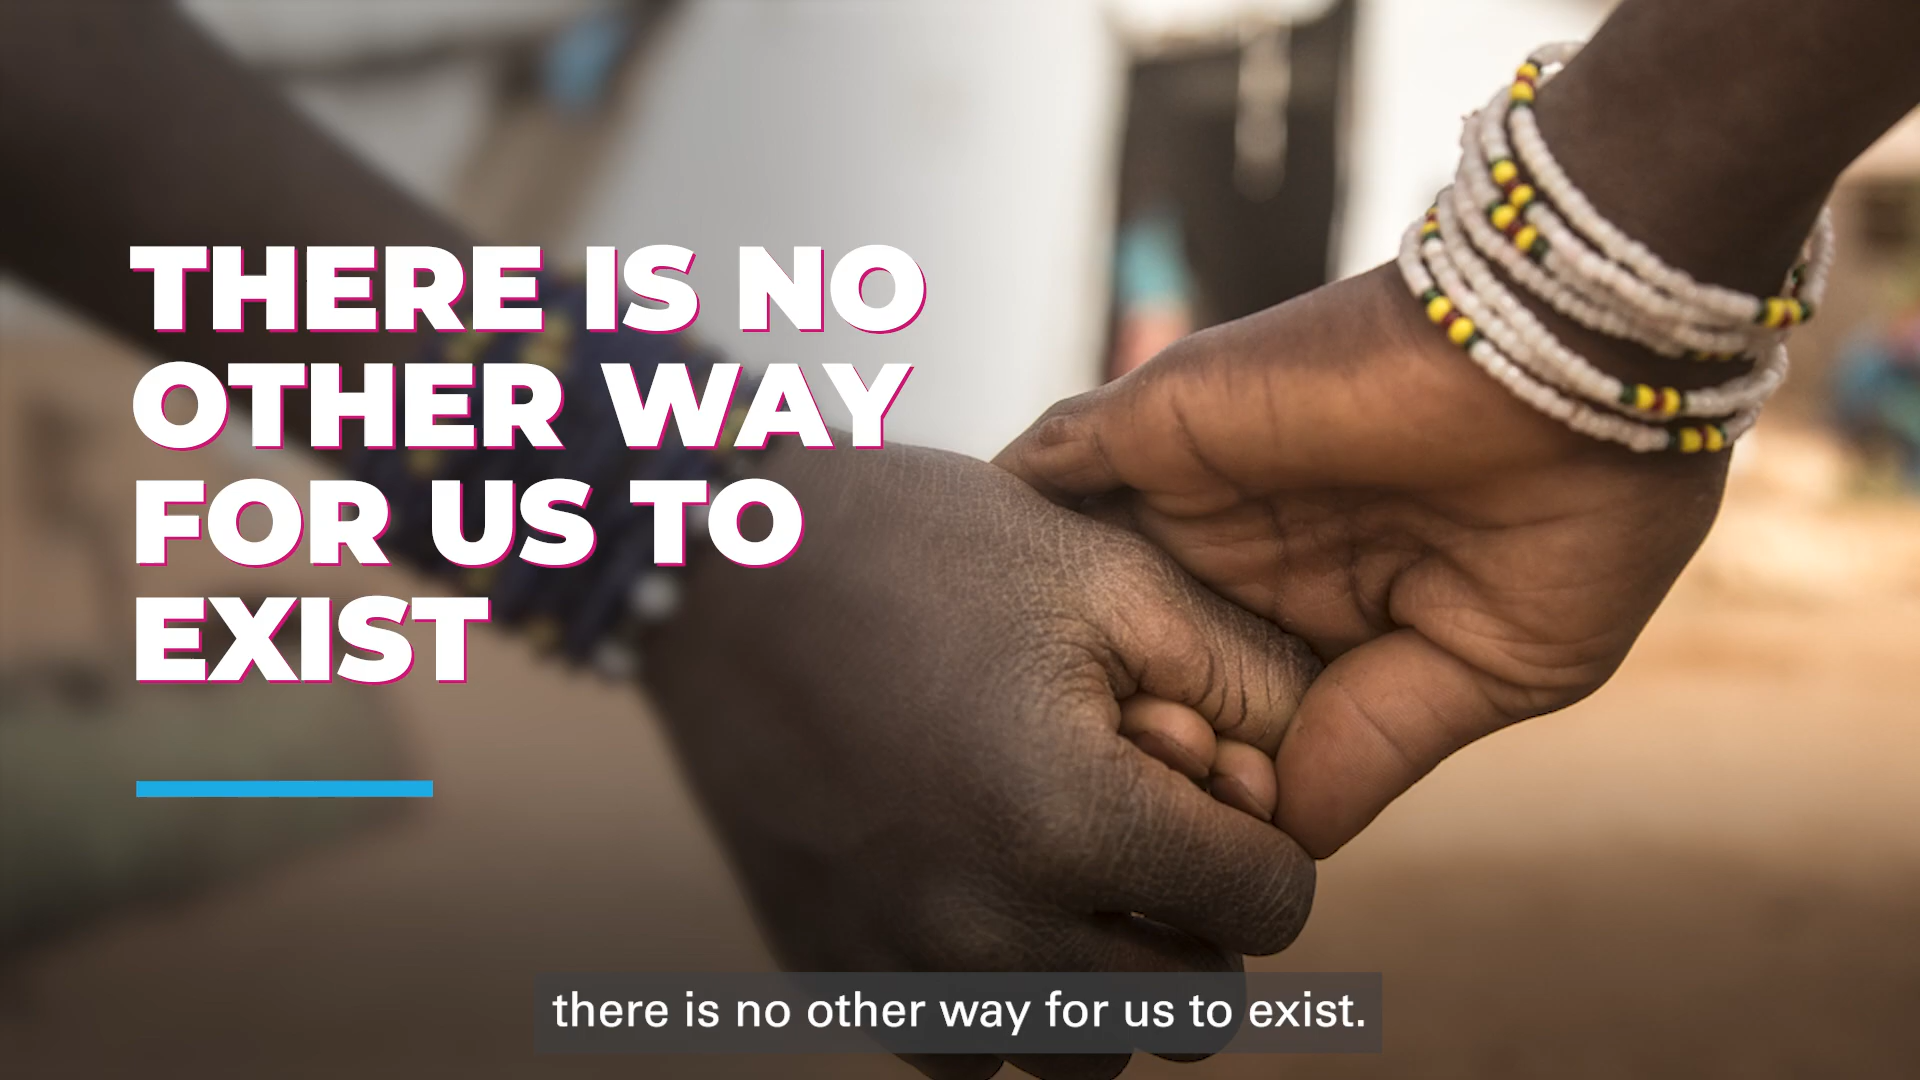 THERE IS NO
OTHER WAY
FOR US TO
EXIST
there is no other way for us to exist.